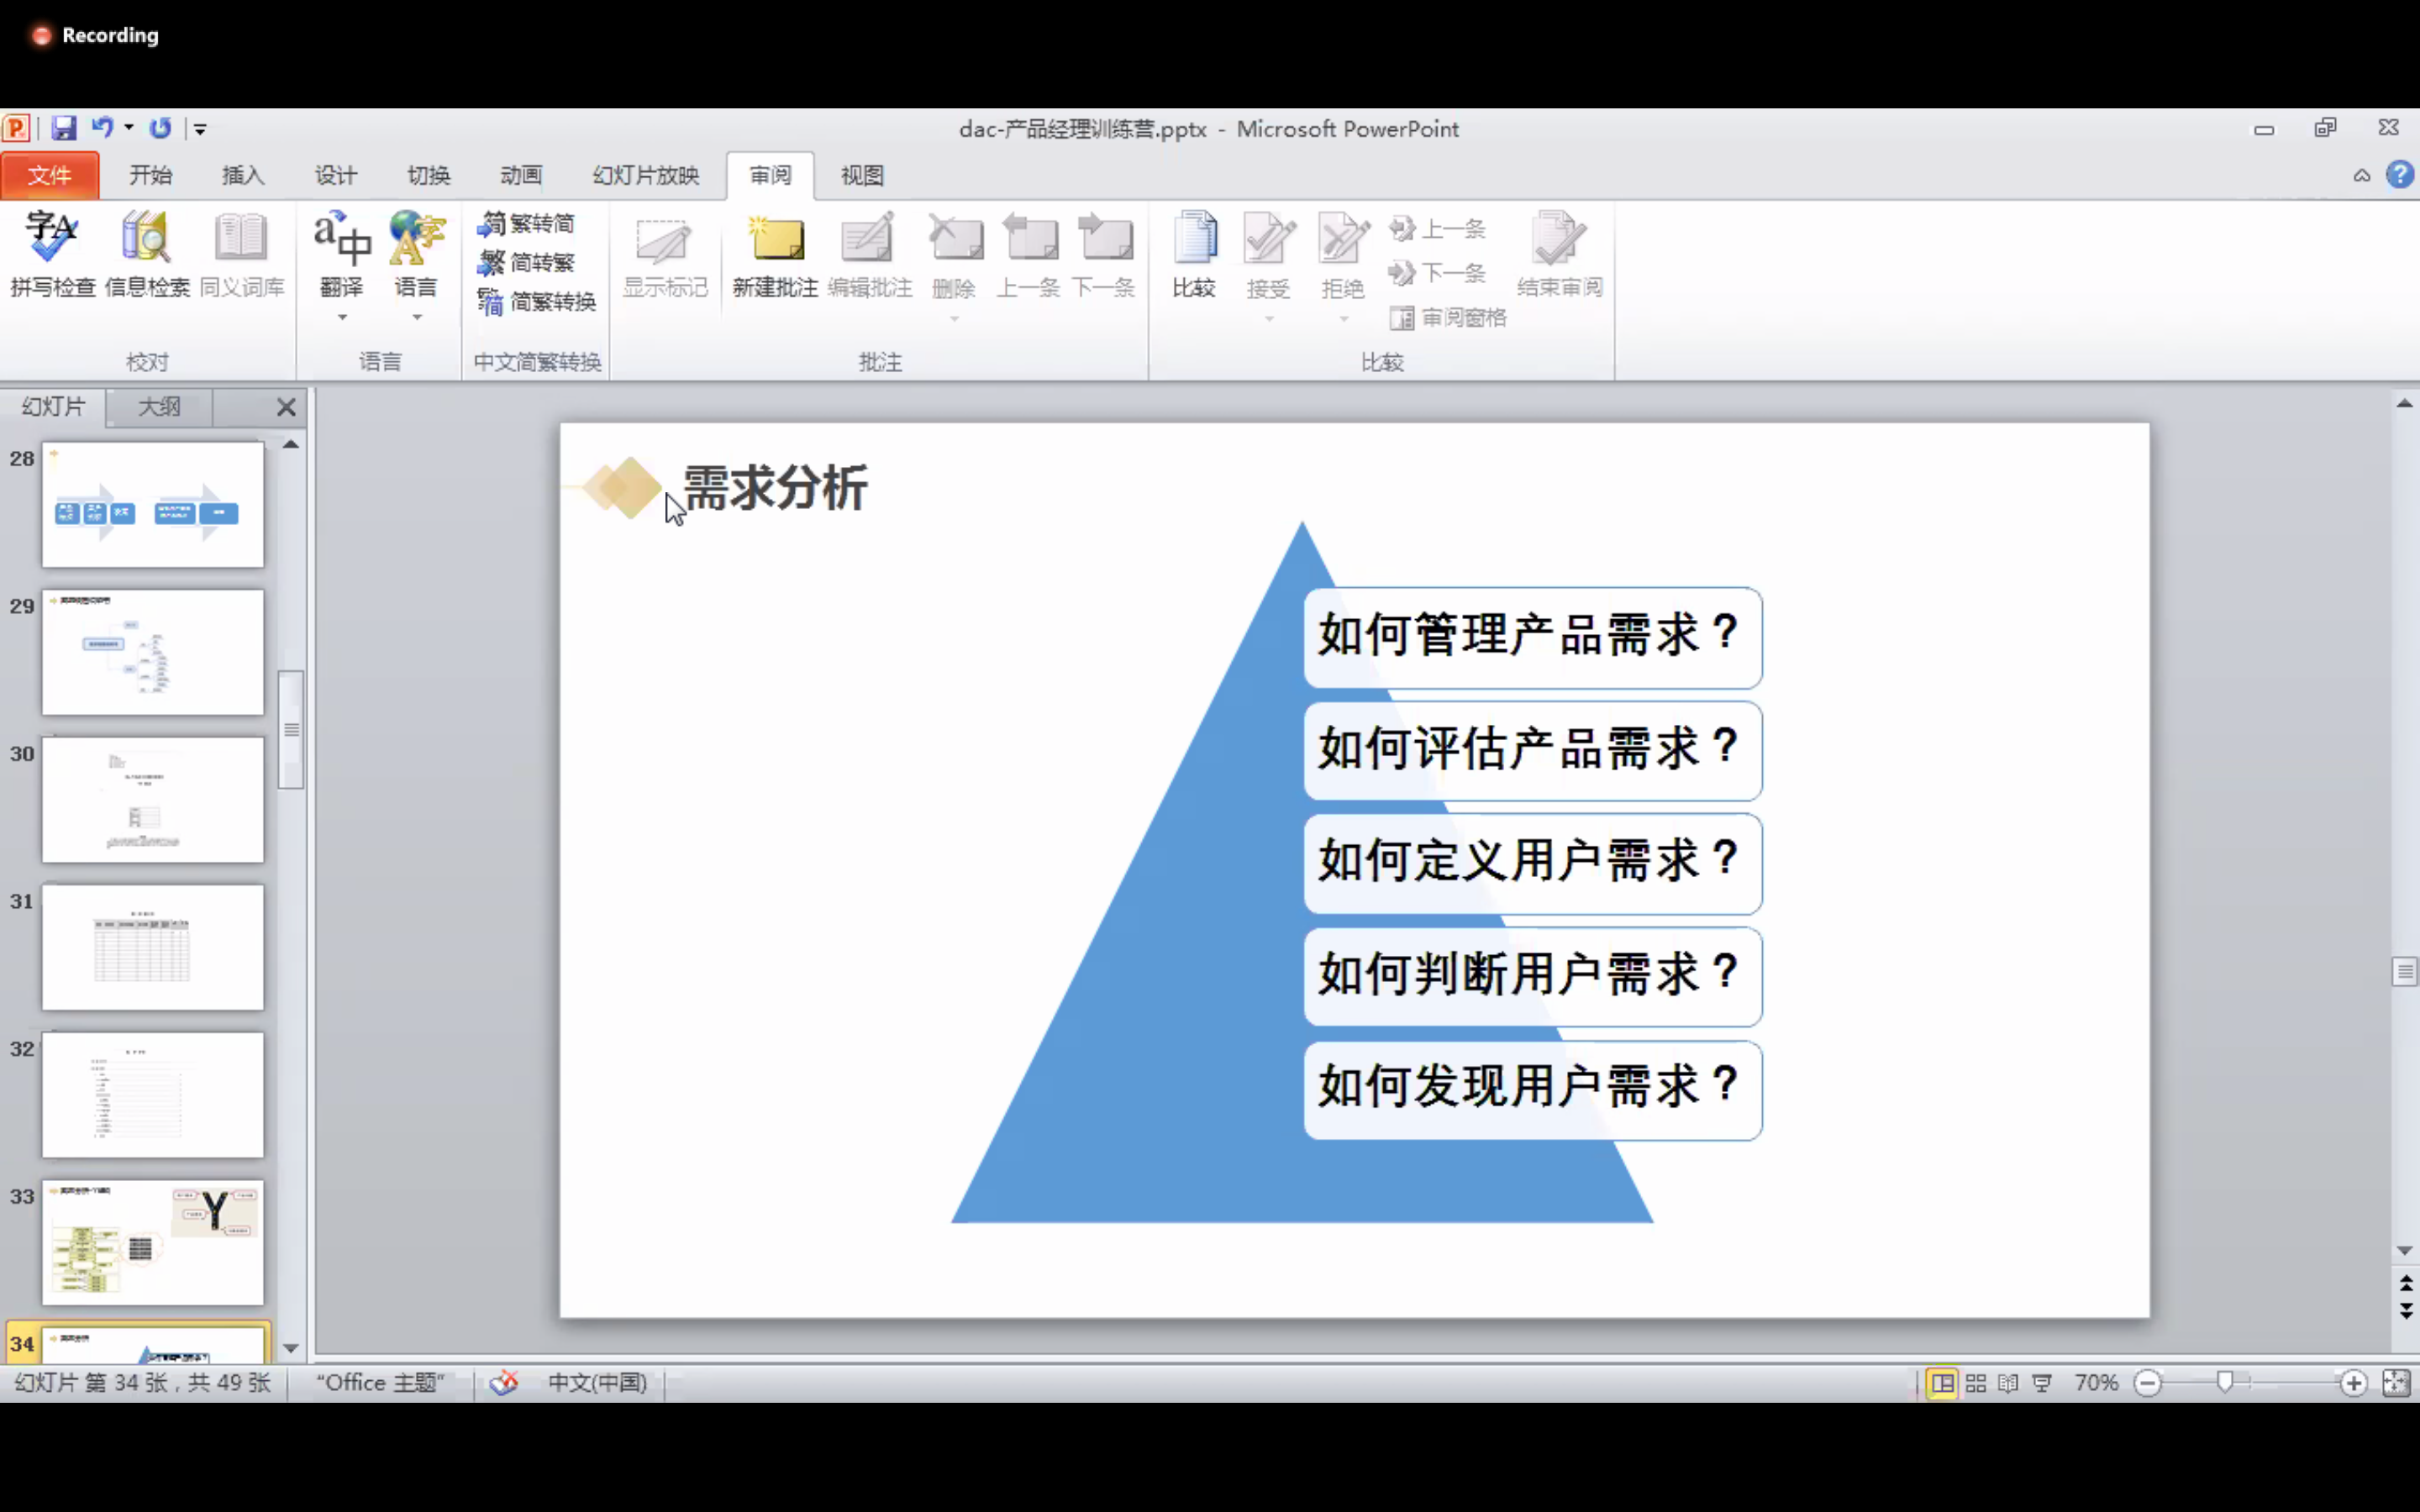 Recording
dac-产品经理训练营.pptx - Microsoft PowerPoint
文件 开始 插入 设计 切换 动画 幻灯片放映 审阅 视图
拼写检查 信息检索 同义词库
校对
翻译 语言
语言
繁转简
简转繁
简繁转换
中文简繁转换
显示标记 新建批注 编辑批注 删除 上一条 下一条
批注
比较 接受 拒绝
上一条
下一条
审阅窗格
结束审阅
比较
幻灯片 大纲
28
29
30
31
32
33
34
需求分析
如何管理产品需求？
如何评估产品需求？
如何定义用户需求？
如何判断用户需求？
如何发现用户需求？
幻灯片 第 34 张，共 49 张 “Office 主题” 中文(中国) 70%